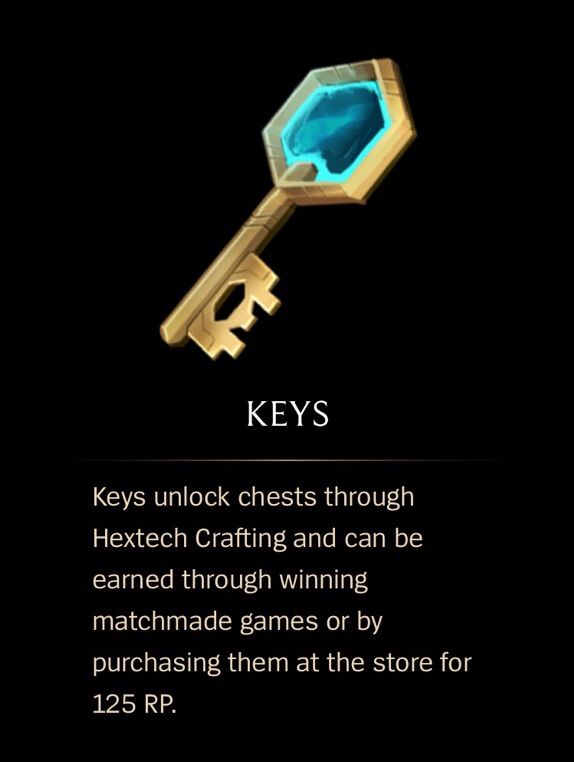 KEYS
Keys unlock chests through
Hextech Crafting and can be
earned through winning
matchmade games or by
purchasing them at the store for
125 RP.